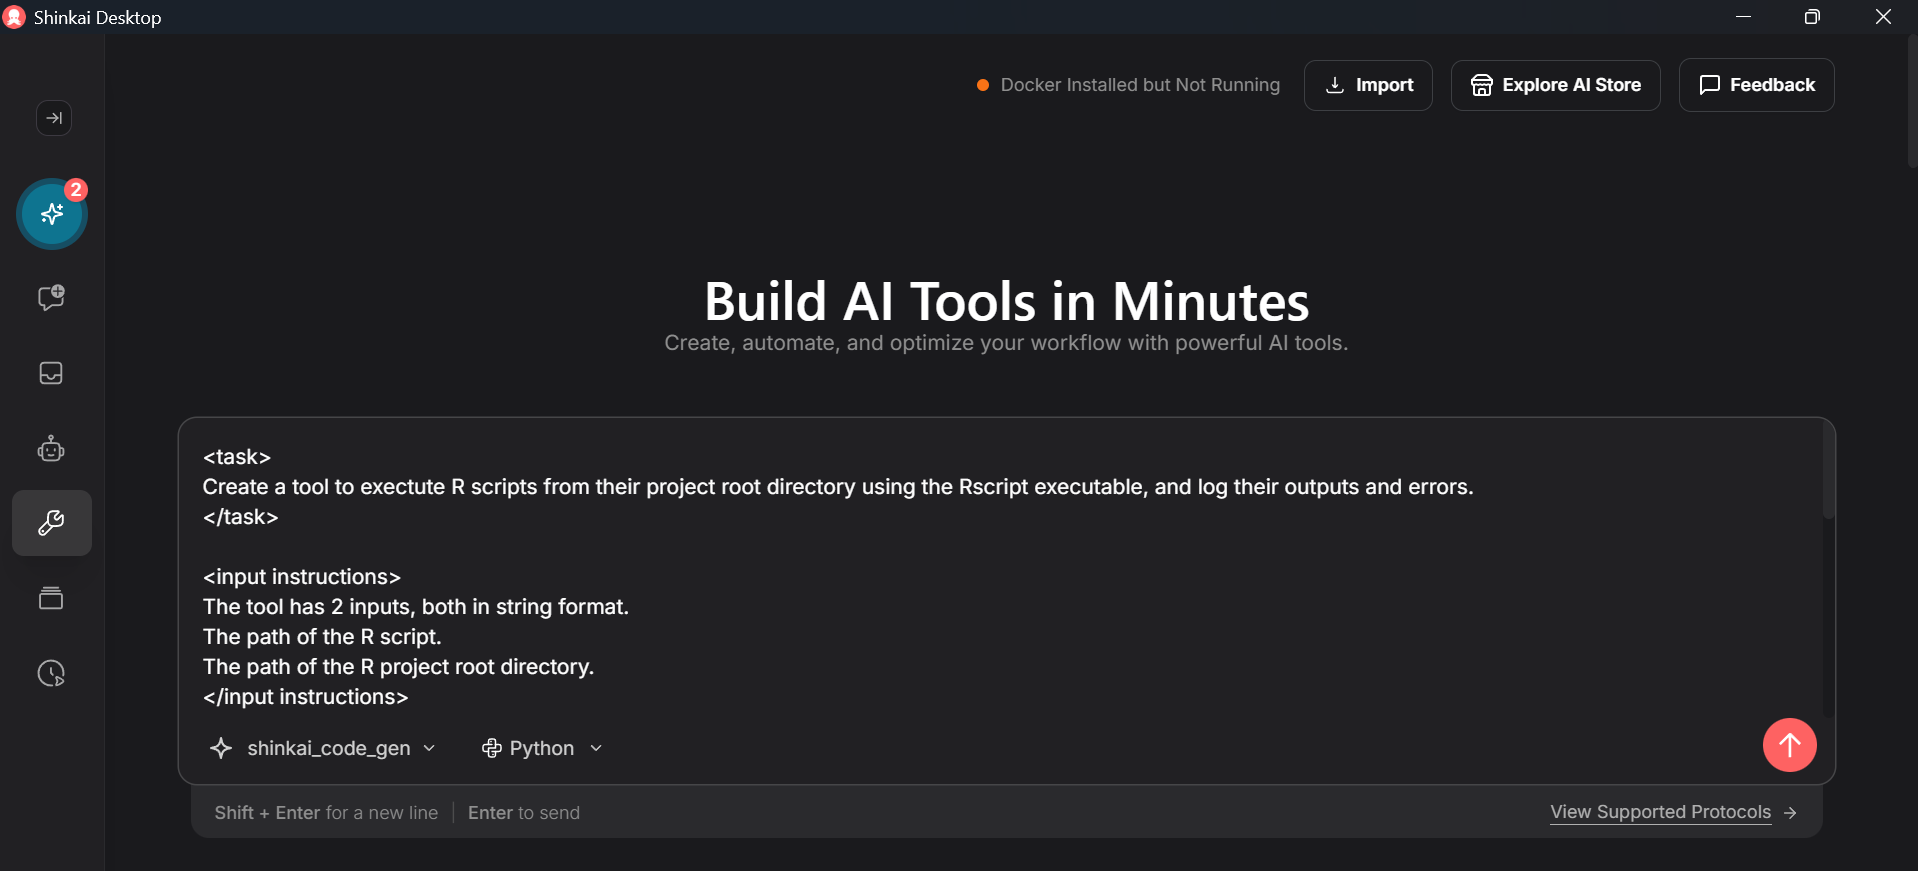 Shinkai Desktop
Docker Installed but Not Running
Import
Explore AI Store
Feedback
2
Build AI Tools in Minutes
Create, automate, and optimize your workflow with powerful AI tools.
<task>
Create a tool to exectute R scripts from their project root directory using the Rscript executable, and log their outputs and errors.
</task>
<input instructions>
The tool has 2 inputs, both in string format.
The path of the R script.
The path of the R project root directory.
</input instructions>
shinkai_code_gen
Python
Shift + Enter for a new line
Enter to send
View Supported Protocols